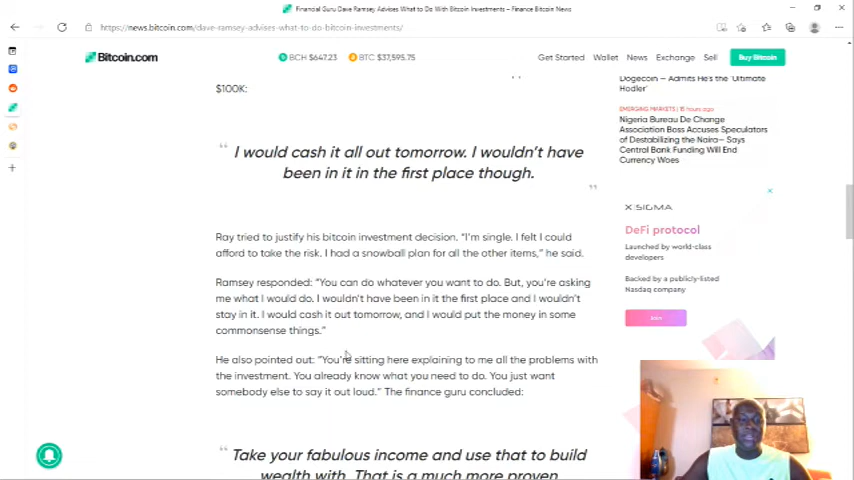 Financial Guru Dave Ramsey Advises What to Do With Bitcoin Investments – Finance Bitcoin News
https://news.bitcoin.com/dave-ramsey-advises-what-to-do-bitcoin-investments/
Bitcoin.com
BCH $647.23
BTC $37,595.75
Get Started
Wallet
News
Exchange
Sell
Buy Bitcoin
$100K:
"I would cash it all out tomorrow. I wouldn't have
been in it in the first place though."
Ray tried to justify his bitcoin investment decision. "I'm single. I felt I could
afford to take the risk. I had a snowball plan for all the other items," he said.
Ramsey responded: "You can do whatever you want to do. But, you're asking
me what I would do. I wouldn't have been in it the first place and I wouldn't
stay in it. I would cash it out tomorrow, and I would put the money in some
commonsense things."
He also pointed out: "You're sitting here explaining to me all the problems with
the investment. You already know what you need to do. You just want
somebody else to say it out loud." The finance guru concluded:
"Take your fabulous income and use that to build
wealth with. That is a much more proven
Dogecoin – Admits He's the 'Ultimate
Hodler'
EMERGING MARKETS | 15 hours ago
Nigeria Bureau De Change
Association Boss Accuses Speculators
of Destabilizing the Naira— Says
Central Bank Funding Will End
Currency Woes
X SIGMA
DeFi protocol
Launched by world-class
developers
Backed by a publicly-listed
Nasdaq company